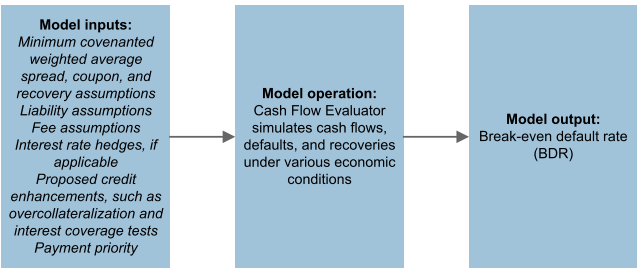 Model inputs:
Minimum covenanted
weighted average
spread, coupon, and
recovery assumptions
Liability assumptions
Fee assumptions
Interest rate hedges, if
applicable
Proposed credit
enhancements, such as
overcollateralization and
interest coverage tests
Payment priority
Model operation:
Cash Flow Evaluator
simulates cash flows,
defaults, and recoveries
under various economic
conditions
Model output:
Break-even default rate
(BDR)